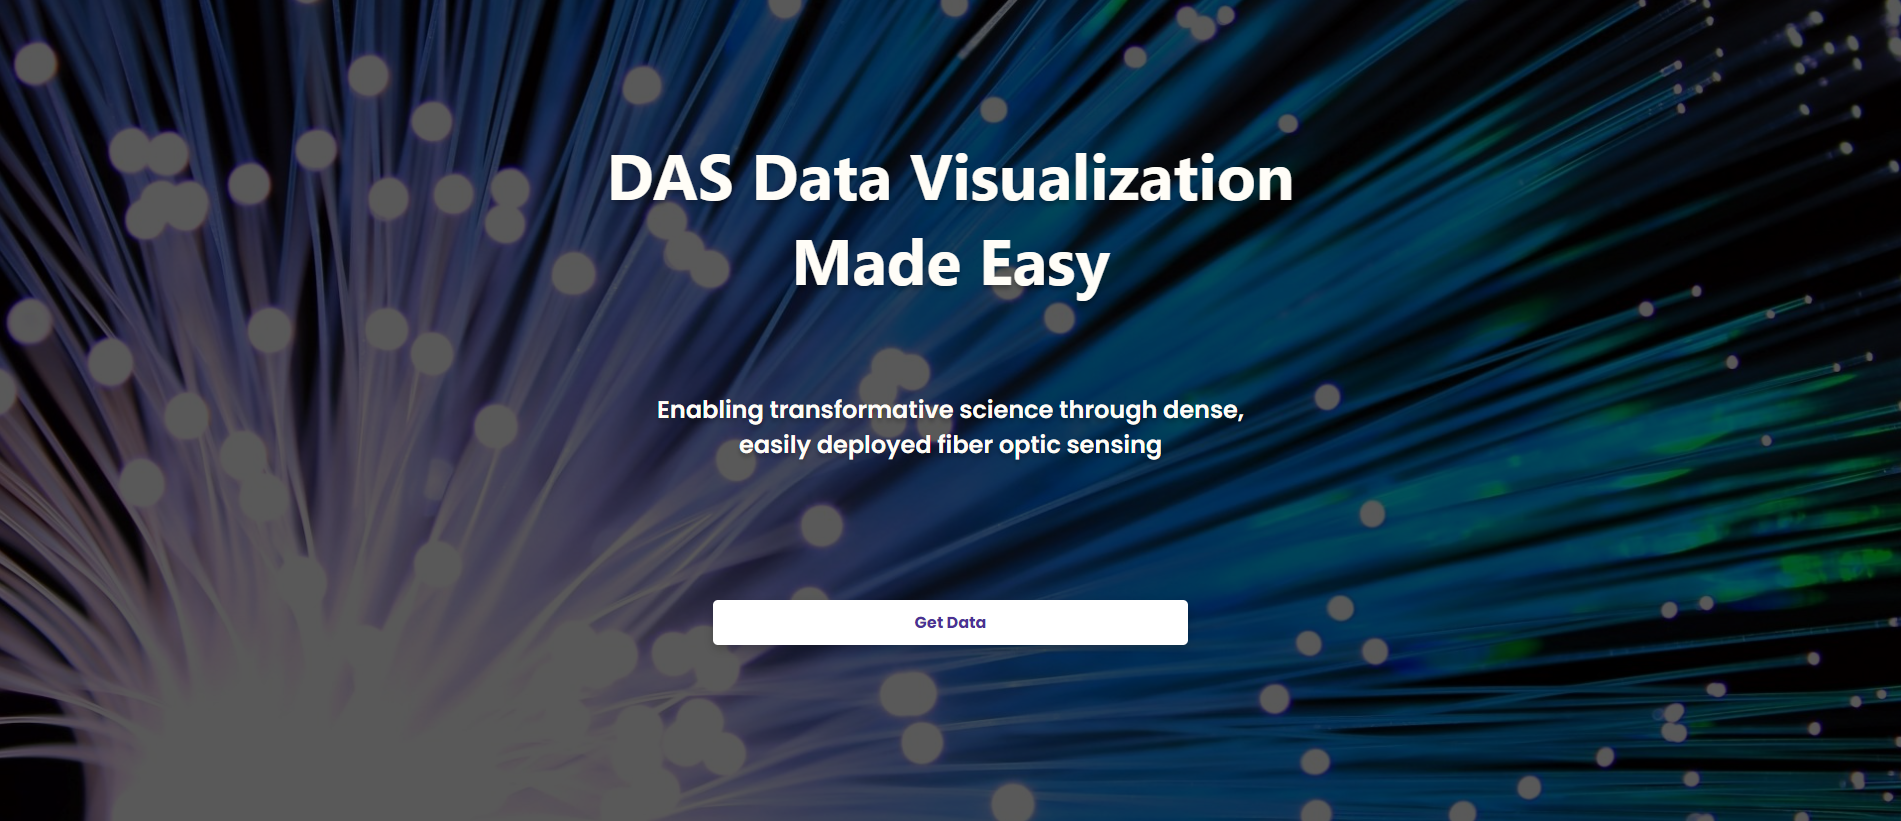 DAS Data Visualization
Made Easy
Enabling transformative science through dense,
easily deployed fiber optic sensing
Get Data